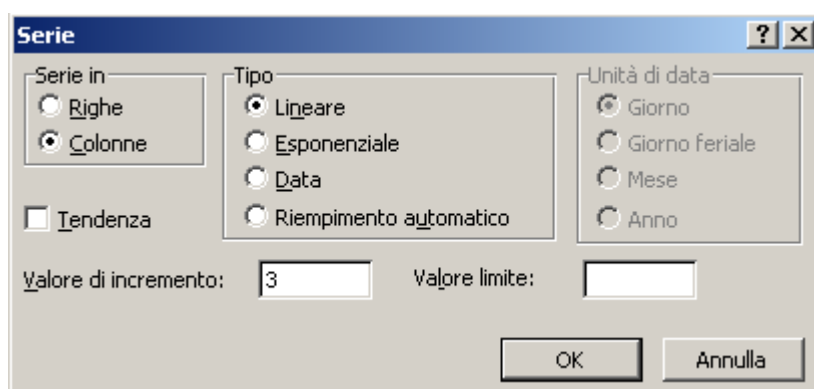 Serie
Serie in
Righe
Colonne
Tendenza
Tipo
Lineare
Esponenziale
Data
Riempimento automatico
Unità di data
Giorno
Giorno feriale
Mese
Anno
Valore di incremento: 3
Valore limite:
OK
Annulla